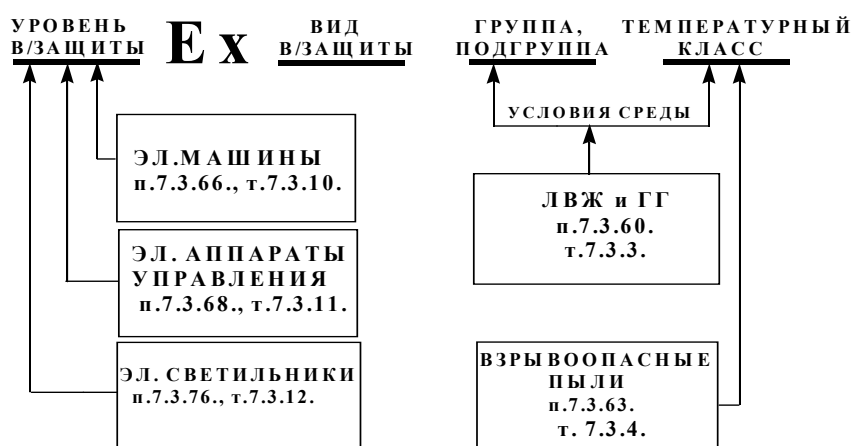 УРОВЕНЬ
В/ЗАЩИТЫ
Ex
ВИД
В/ЗАЩИТЫ
ГРУППА,
ПОДГРУППА
ТЕМПЕРАТУРНЫЙ
КЛАСС
УСЛОВИЯ СРЕДЫ
ЭЛ.МАШИНЫ
п.7.3.66., т.7.3.10.
ЭЛ. АППАРАТЫ
УПРАВЛЕНИЯ
п.7.3.68., т.7.3.11.
ЭЛ. СВЕТИЛЬНИКИ
п.7.3.76., т.7.3.12.
ЛВЖ и ГГ
п.7.3.60.
т.7.3.3.
ВЗРЫВООПАСНЫЕ
ПЫЛИ
п.7.3.63.
т. 7.3.4.